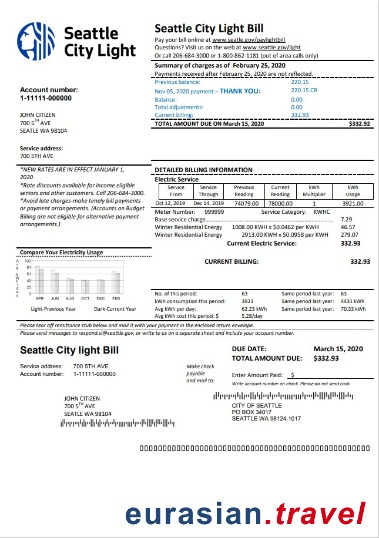 Seattle City Light
Seattle City Light Bill
Pay your bill online at www.seattle.gov/paylightbill
Questions? Visit us on the web at www.seattle.gov/light
Or call 206-684-3000 or 1-800-862-1181 (out of area calls only)
Summary of charges as of February 25, 2020
Payments received after February 25, 2020 are not reflected.
Previous balance: 220.15
Nov 05, 2020 payment – THANK YOU: 220.15 CR
Balance: 0.00
Total adjustments: 0.00
Current billing: 332.93
TOTAL AMOUNT DUE ON March 15, 2020 $332.92
Account number:
1-11111-000000
JOHN CITIZEN
700 5TH AVE
SEATLE WA 98104
Service address:
700 5TH AVE
*NEW RATES ARE IN EFFECT JANUARY 1, 2020
*Rate discounts available for income eligible seniors and other customers. Call 206-684-3000.
*Avoid late charges-make timely bill payments or payment arrangements. (Accounts on Budget Billing are not eligible for alternative payment arrangements.)
DETAILED BILLING INFORMATION
Electric Service
Service From Service Through Previous Reading Current Reading kWh Multiplier kWh Usage
Oct 12, 2019 Dec 14, 2019 74079.00 78000.00 1 3921.00
Meter Number: 999999 Service Category: KWHC
Base service charge 7.29
Winter Residential Energy 1008.00 KWH x $0.0462 per KWH 46.57
Winter Residential Energy 2913.00 KWH x $0.0958 per KWH 279.07
Current Electric Service: 332.93
CURRENT BILLING: 332.93
Compare Your Electricity Usage
APR JUN AUG OCT DEC FEB
Light-Previous Year Dark-Current Year
No. of this period: 63 Same period last year: 63
kWh consumption this period: 3921 Same period last year: 4431 kWh
Avg kWh per day: 62.23 kWh Same period last year: 70.33 kWh
Avg kWh cost this period: $ 5.28/day
Please tear off remittance stub below and mail it with your payment in the enclosed return envelope.
Please send messages to respond.sl@seattle.gov, or write to us on a separate sheet and include your account number.
Seattle City light Bill
DUE DATE: March 15, 2020
TOTAL AMOUNT DUE: $332.93
Service address: 700 5TH AVE
Account number: 1-11111-000000
Make check payable and mail to:
Enter Amount Paid: $
Write account number on check. Please do not send cash
JOHN CITIZEN
700 5TH AVE
SEATLE WA 98104
CITY OF SEATTLE
PO BOX 34017
SEATTLE WA 98124-1017
eurasian.travel